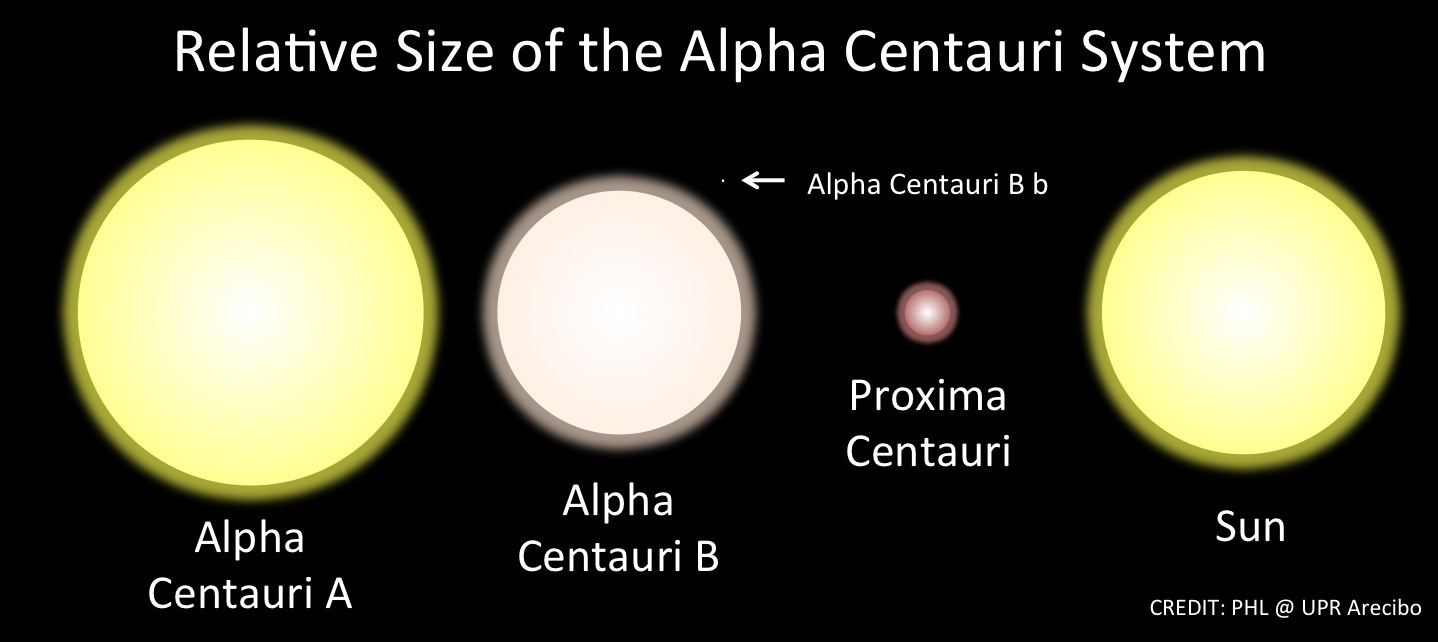 Relative Size of the Alpha Centauri System
Alpha Centauri B b
Alpha
Centauri A
Alpha
Centauri B
Proxima
Centauri
Sun
CREDIT: PHL @ UPR Arecibo